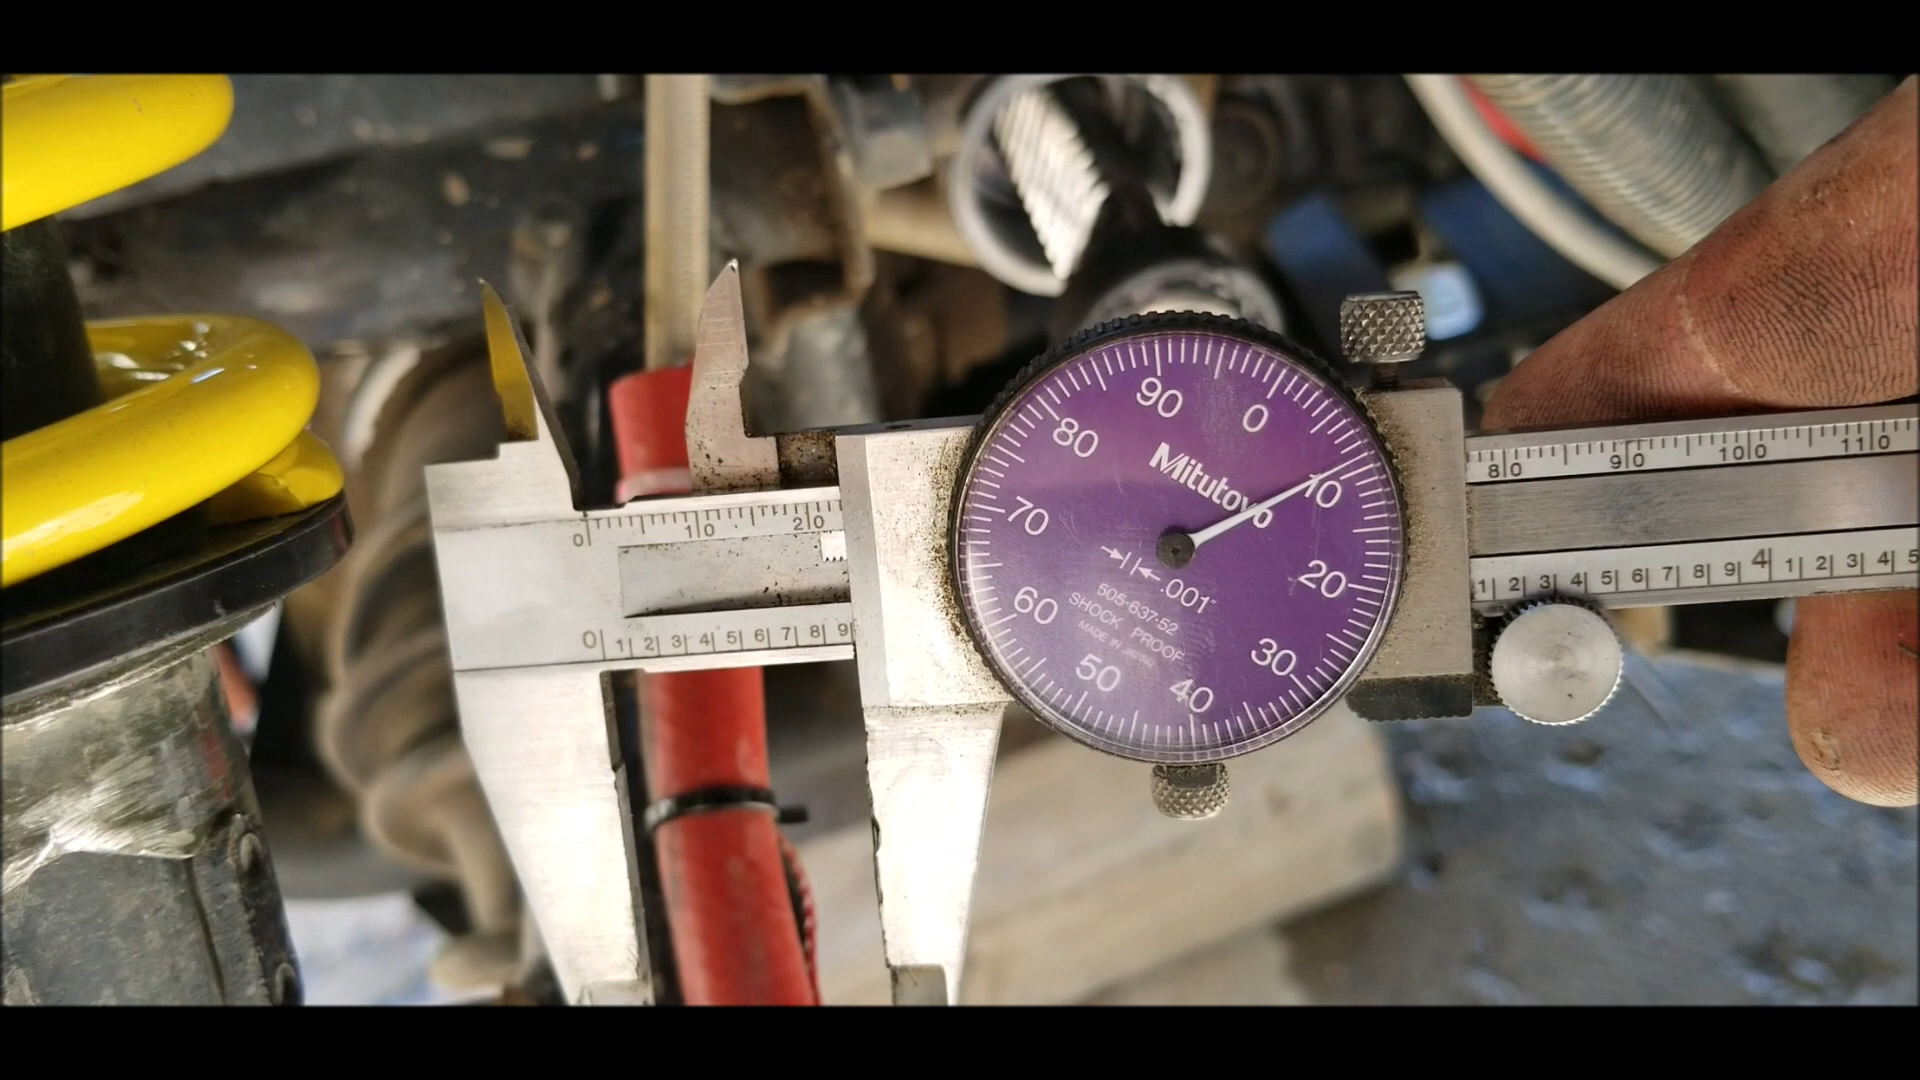 90 0
80 10
Mitutoyo
70 20
.001"
60 505-637-52
SHOCK PROOF
MADE IN JAPAN
30
50 40
0 10 20
0 1 2 3 4 5 6 7 8 9
80 90 100 110
1 2 3 4 5 6 7 8 9 4 1 2 3 4 5